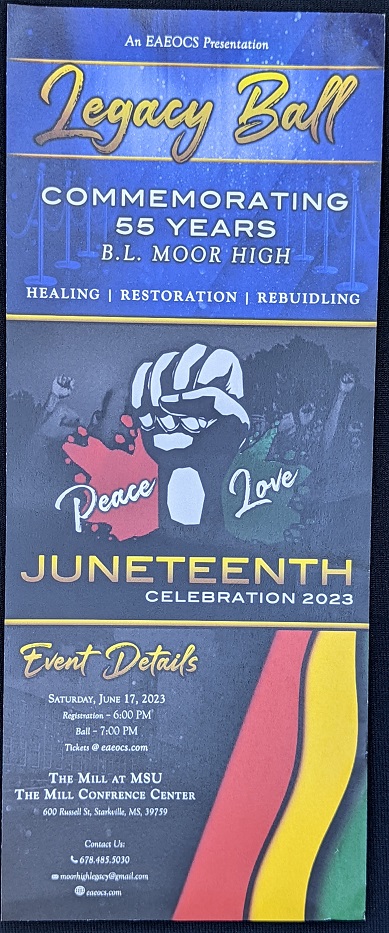 An EAEOCS Presentation
Legacy Ball
COMMEMORATING
55 YEARS
B.L. MOOR HIGH
HEALING | RESTORATION | REBUIDLING
Peace
Love
JUNETEENTH
CELEBRATION 2023
Event Details
SATURDAY, JUNE 17, 2023
Registration - 6:00 PM
Ball - 7:00 PM
Tickets @ eaeocs.com
THE MILL AT MSU
THE MILL CONFRENCE CENTER
600 Russell St, Starkville, MS, 39759
Contact Us:
678.485.5030
moorhighlegacy@gmail.com
eaeocs.com